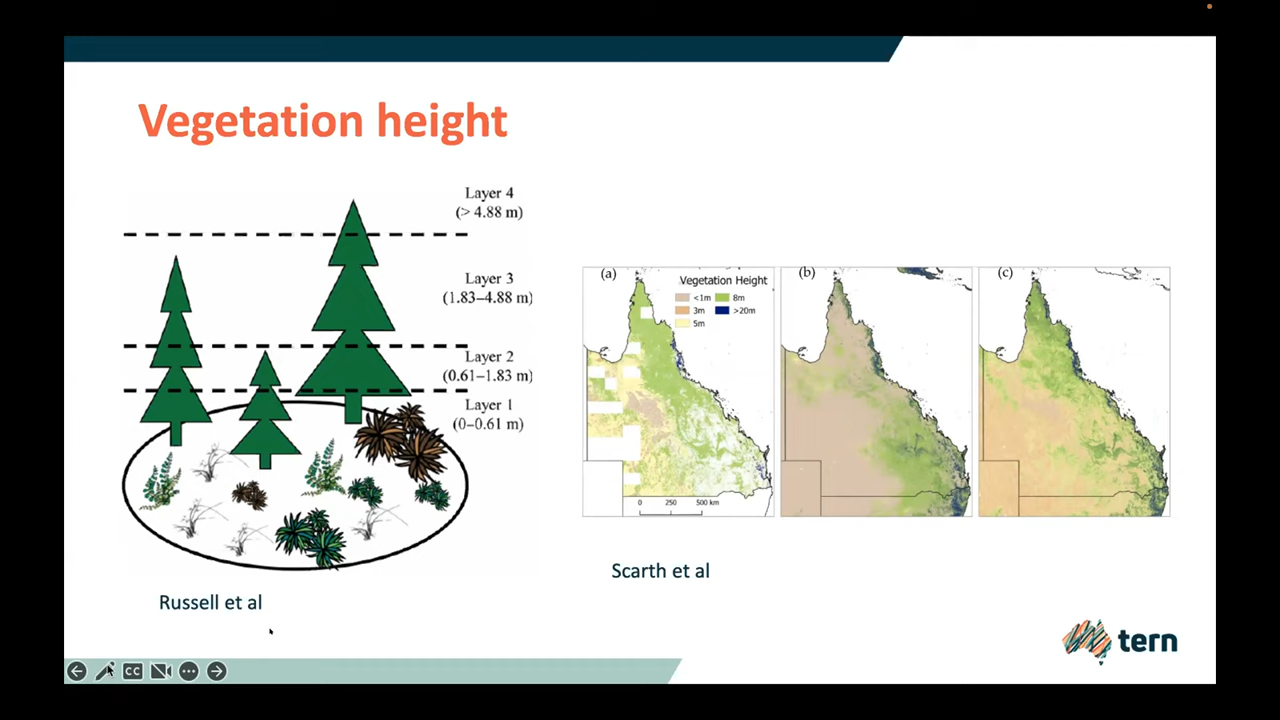 Vegetation height
Layer 4
(> 4.88 m)
Layer 3
(1.83–4.88 m)
Layer 2
(0.61–1.83 m)
Layer 1
(0–0.61 m)
Russell et al
(a)
Vegetation Height
<1m
8m
3m
>20m
5m
0 250 500 km
(b)
(c)
Scarth et al
tern
CC